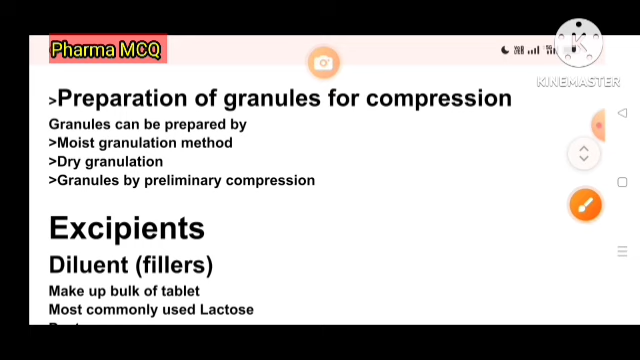 Pharma MCQ
KINEMASTER
>Preparation of granules for compression
Granules can be prepared by
>Moist granulation method
>Dry granulation
>Granules by preliminary compression
Excipients
Diluent (fillers)
Make up bulk of tablet
Most commonly used Lactose